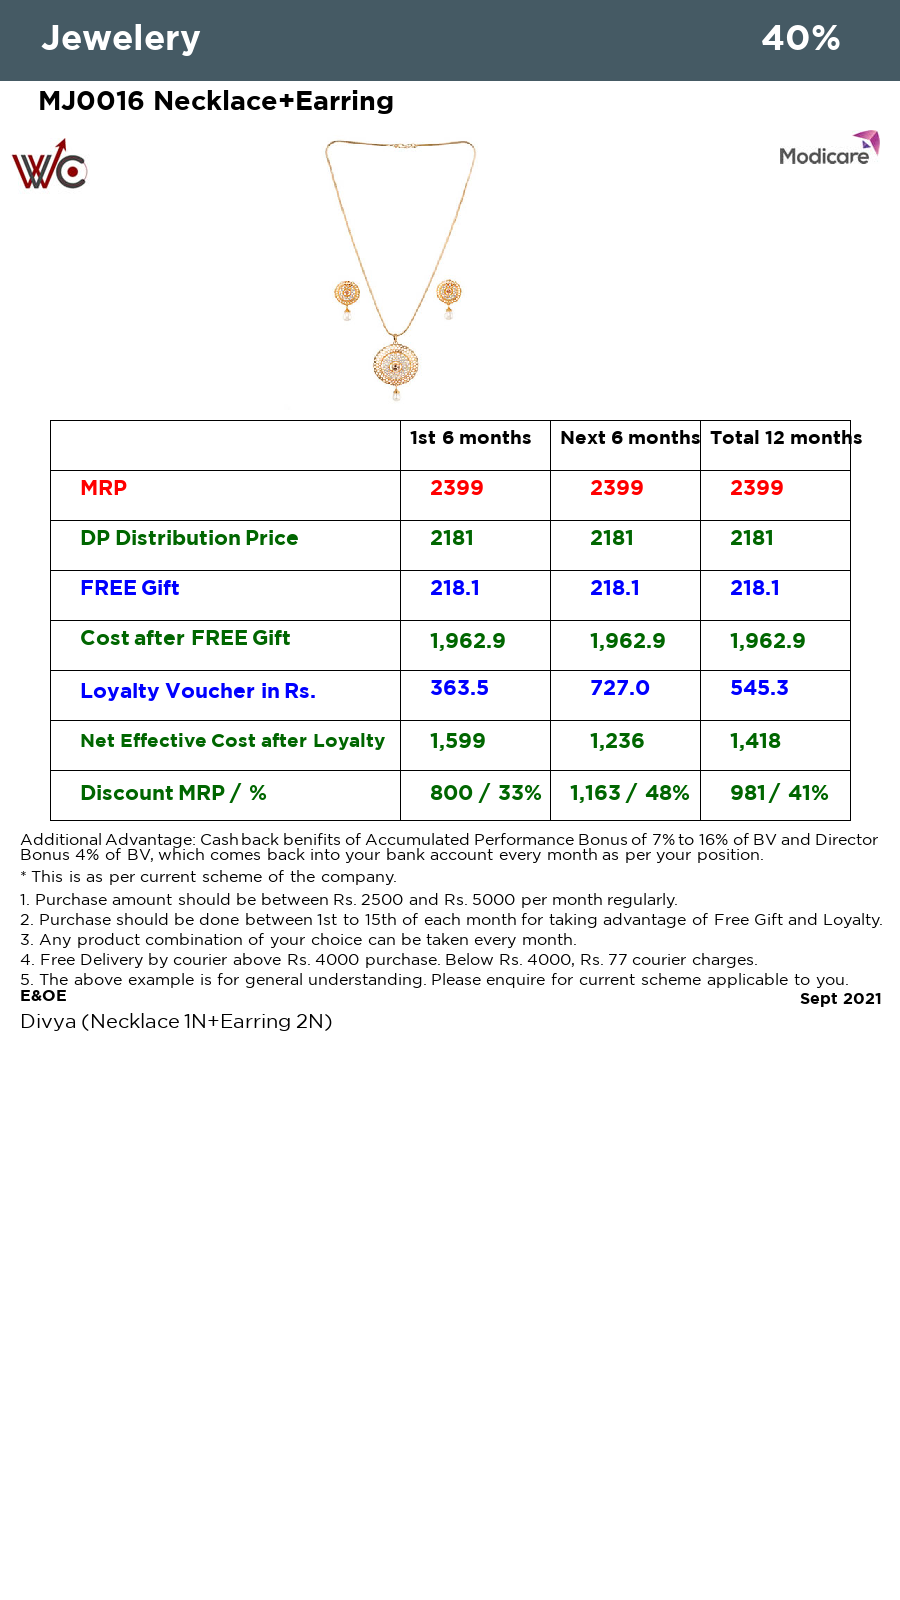 Jewelery 40%
MJ0016 Necklace+Earring
WC
Modicare
1st 6 months Next 6 months Total 12 months
MRP 2399 2399 2399
DP Distribution Price 2181 2181 2181
FREE Gift 218.1 218.1 218.1
Cost after FREE Gift 1,962.9 1,962.9 1,962.9
Loyalty Voucher in Rs. 363.5 727.0 545.3
Net Effective Cost after Loyalty 1,599 1,236 1,418
Discount MRP / % 800 / 33% 1,163 / 48% 981 / 41%
Additional Advantage: Cashback benifits of Accumulated Performance Bonus of 7% to 16% of BV and Director
Bonus 4% of BV, which comes back into your bank account every month as per your position.
* This is as per current scheme of the company.
1. Purchase amount should be between Rs. 2500 and Rs. 5000 per month regularly.
2. Purchase should be done between 1st to 15th of each month for taking advantage of Free Gift and Loyalty.
3. Any product combination of your choice can be taken every month.
4. Free Delivery by courier above Rs. 4000 purchase. Below Rs. 4000, Rs. 77 courier charges.
5. The above example is for general understanding. Please enquire for current scheme applicable to you.
E&OE
Sept 2021
Divya (Necklace 1N+Earring 2N)